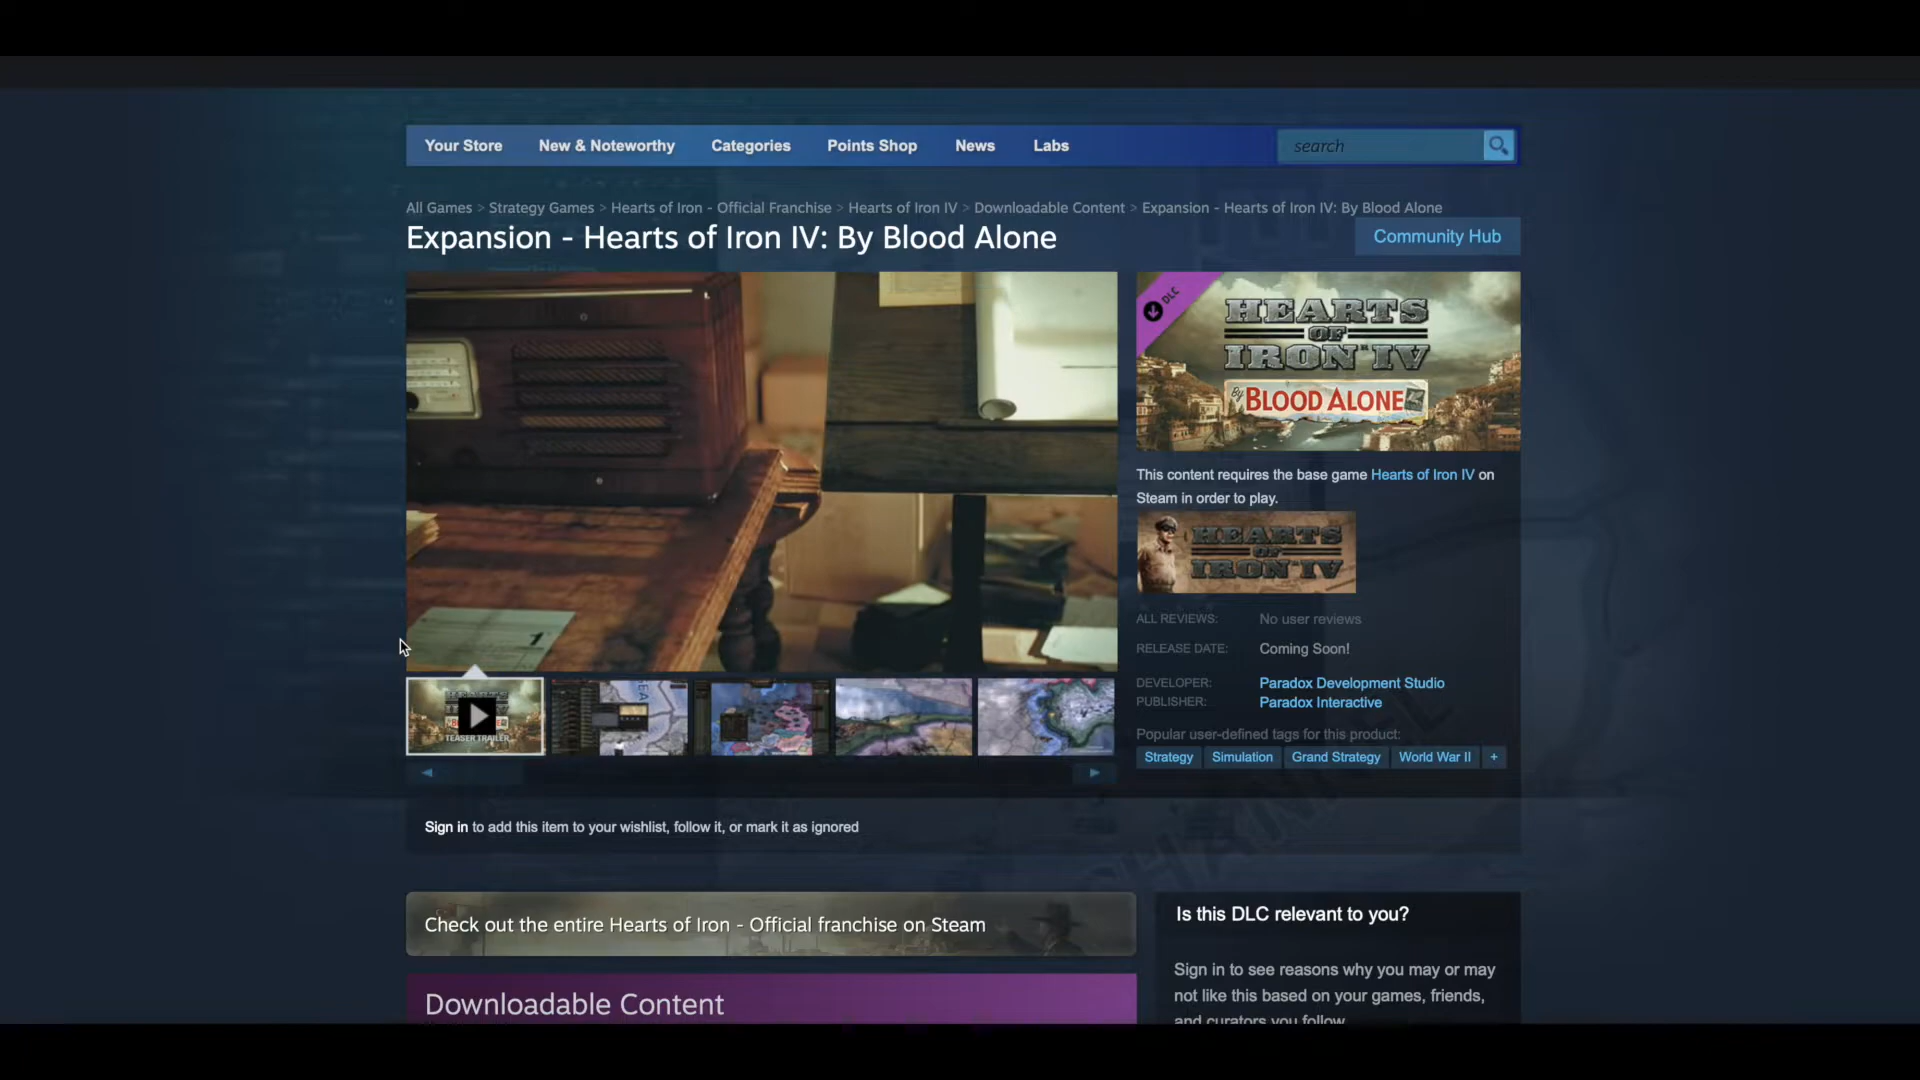 Your Store New & Noteworthy Categories Points Shop News Labs search
All Games > Strategy Games > Hearts of Iron - Official Franchise > Hearts of Iron IV > Downloadable Content > Expansion - Hearts of Iron IV: By Blood Alone
Expansion - Hearts of Iron IV: By Blood Alone
Community Hub
DLC
HEARTS
OF
IRON IV
By BLOOD ALONE
This content requires the base game Hearts of Iron IV on
Steam in order to play.
HEARTS
OF
IRON IV
1
ALL REVIEWS: No user reviews
RELEASE DATE: Coming Soon!
DEVELOPER: Paradox Development Studio
PUBLISHER: Paradox Interactive
TEASER TRAILER
Popular user-defined tags for this product:
Strategy Simulation Grand Strategy World War II +
Sign in to add this item to your wishlist, follow it, or mark it as ignored
Check out the entire Hearts of Iron - Official franchise on Steam
Is this DLC relevant to you?
Sign in to see reasons why you may or may
not like this based on your games, friends,
and curators you follow
Downloadable Content